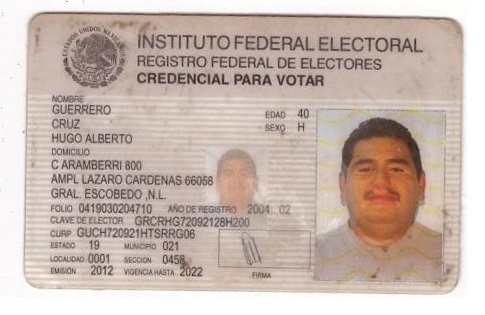 ESTADOS UNIDOS MEXICANOS
INSTITUTO FEDERAL ELECTORAL
REGISTRO FEDERAL DE ELECTORES
CREDENCIAL PARA VOTAR
NOMBRE
GUERRERO
CRUZ
HUGO ALBERTO
EDAD 40
SEXO H
DOMICILIO
C ARAMBERRI 800
AMPL LAZARO CARDENAS 66058
GRAL. ESCOBEDO ,N.L.
FOLIO 0419030204710 AÑO DE REGISTRO 2004 02
CLAVE DE ELECTOR GRCRHG72092128H200
CURP GUCH720921HTSRRG06
ESTADO 19 MUNICIPIO 021
LOCALIDAD 0001 SECCION 0458
EMISIÓN 2012 VIGENCIA HASTA 2022
FIRMA